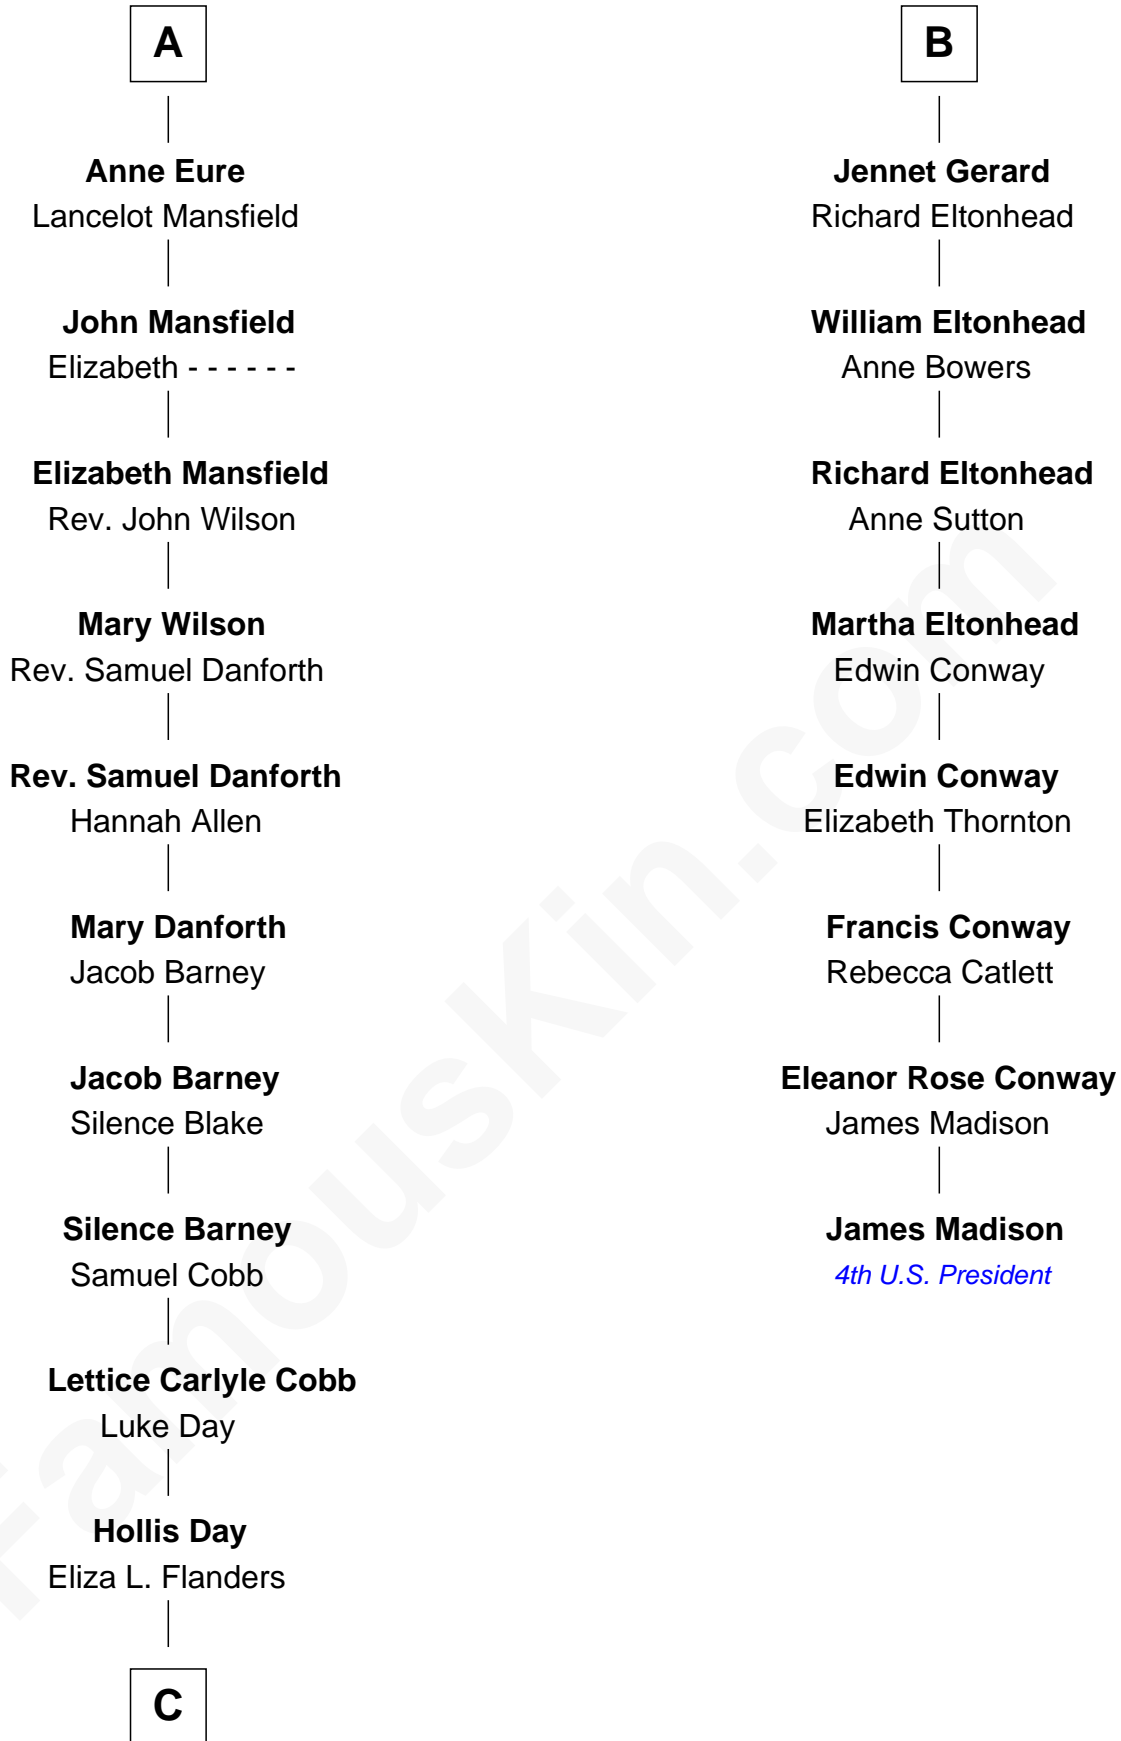 A
Anne Eure
Lancelot Mansfield
John Mansfield
Elizabeth - - - - - -
Elizabeth Mansfield
Rev. John Wilson
Mary Wilson
Rev. Samuel Danforth
Rev. Samuel Danforth
Hannah Allen
Mary Danforth
Jacob Barney
Jacob Barney
Silence Blake
Silence Barney
Samuel Cobb
Lettice Carlyle Cobb
Luke Day
Hollis Day
Eliza L. Flanders
C
B
Jennet Gerard
Richard Eltonhead
William Eltonhead
Anne Bowers
Richard Eltonhead
Anne Sutton
Martha Eltonhead
Edwin Conway
Edwin Conway
Elizabeth Thornton
Francis Conway
Rebecca Catlett
Eleanor Rose Conway
James Madison
James Madison
4th U.S. President
FamousKin.com